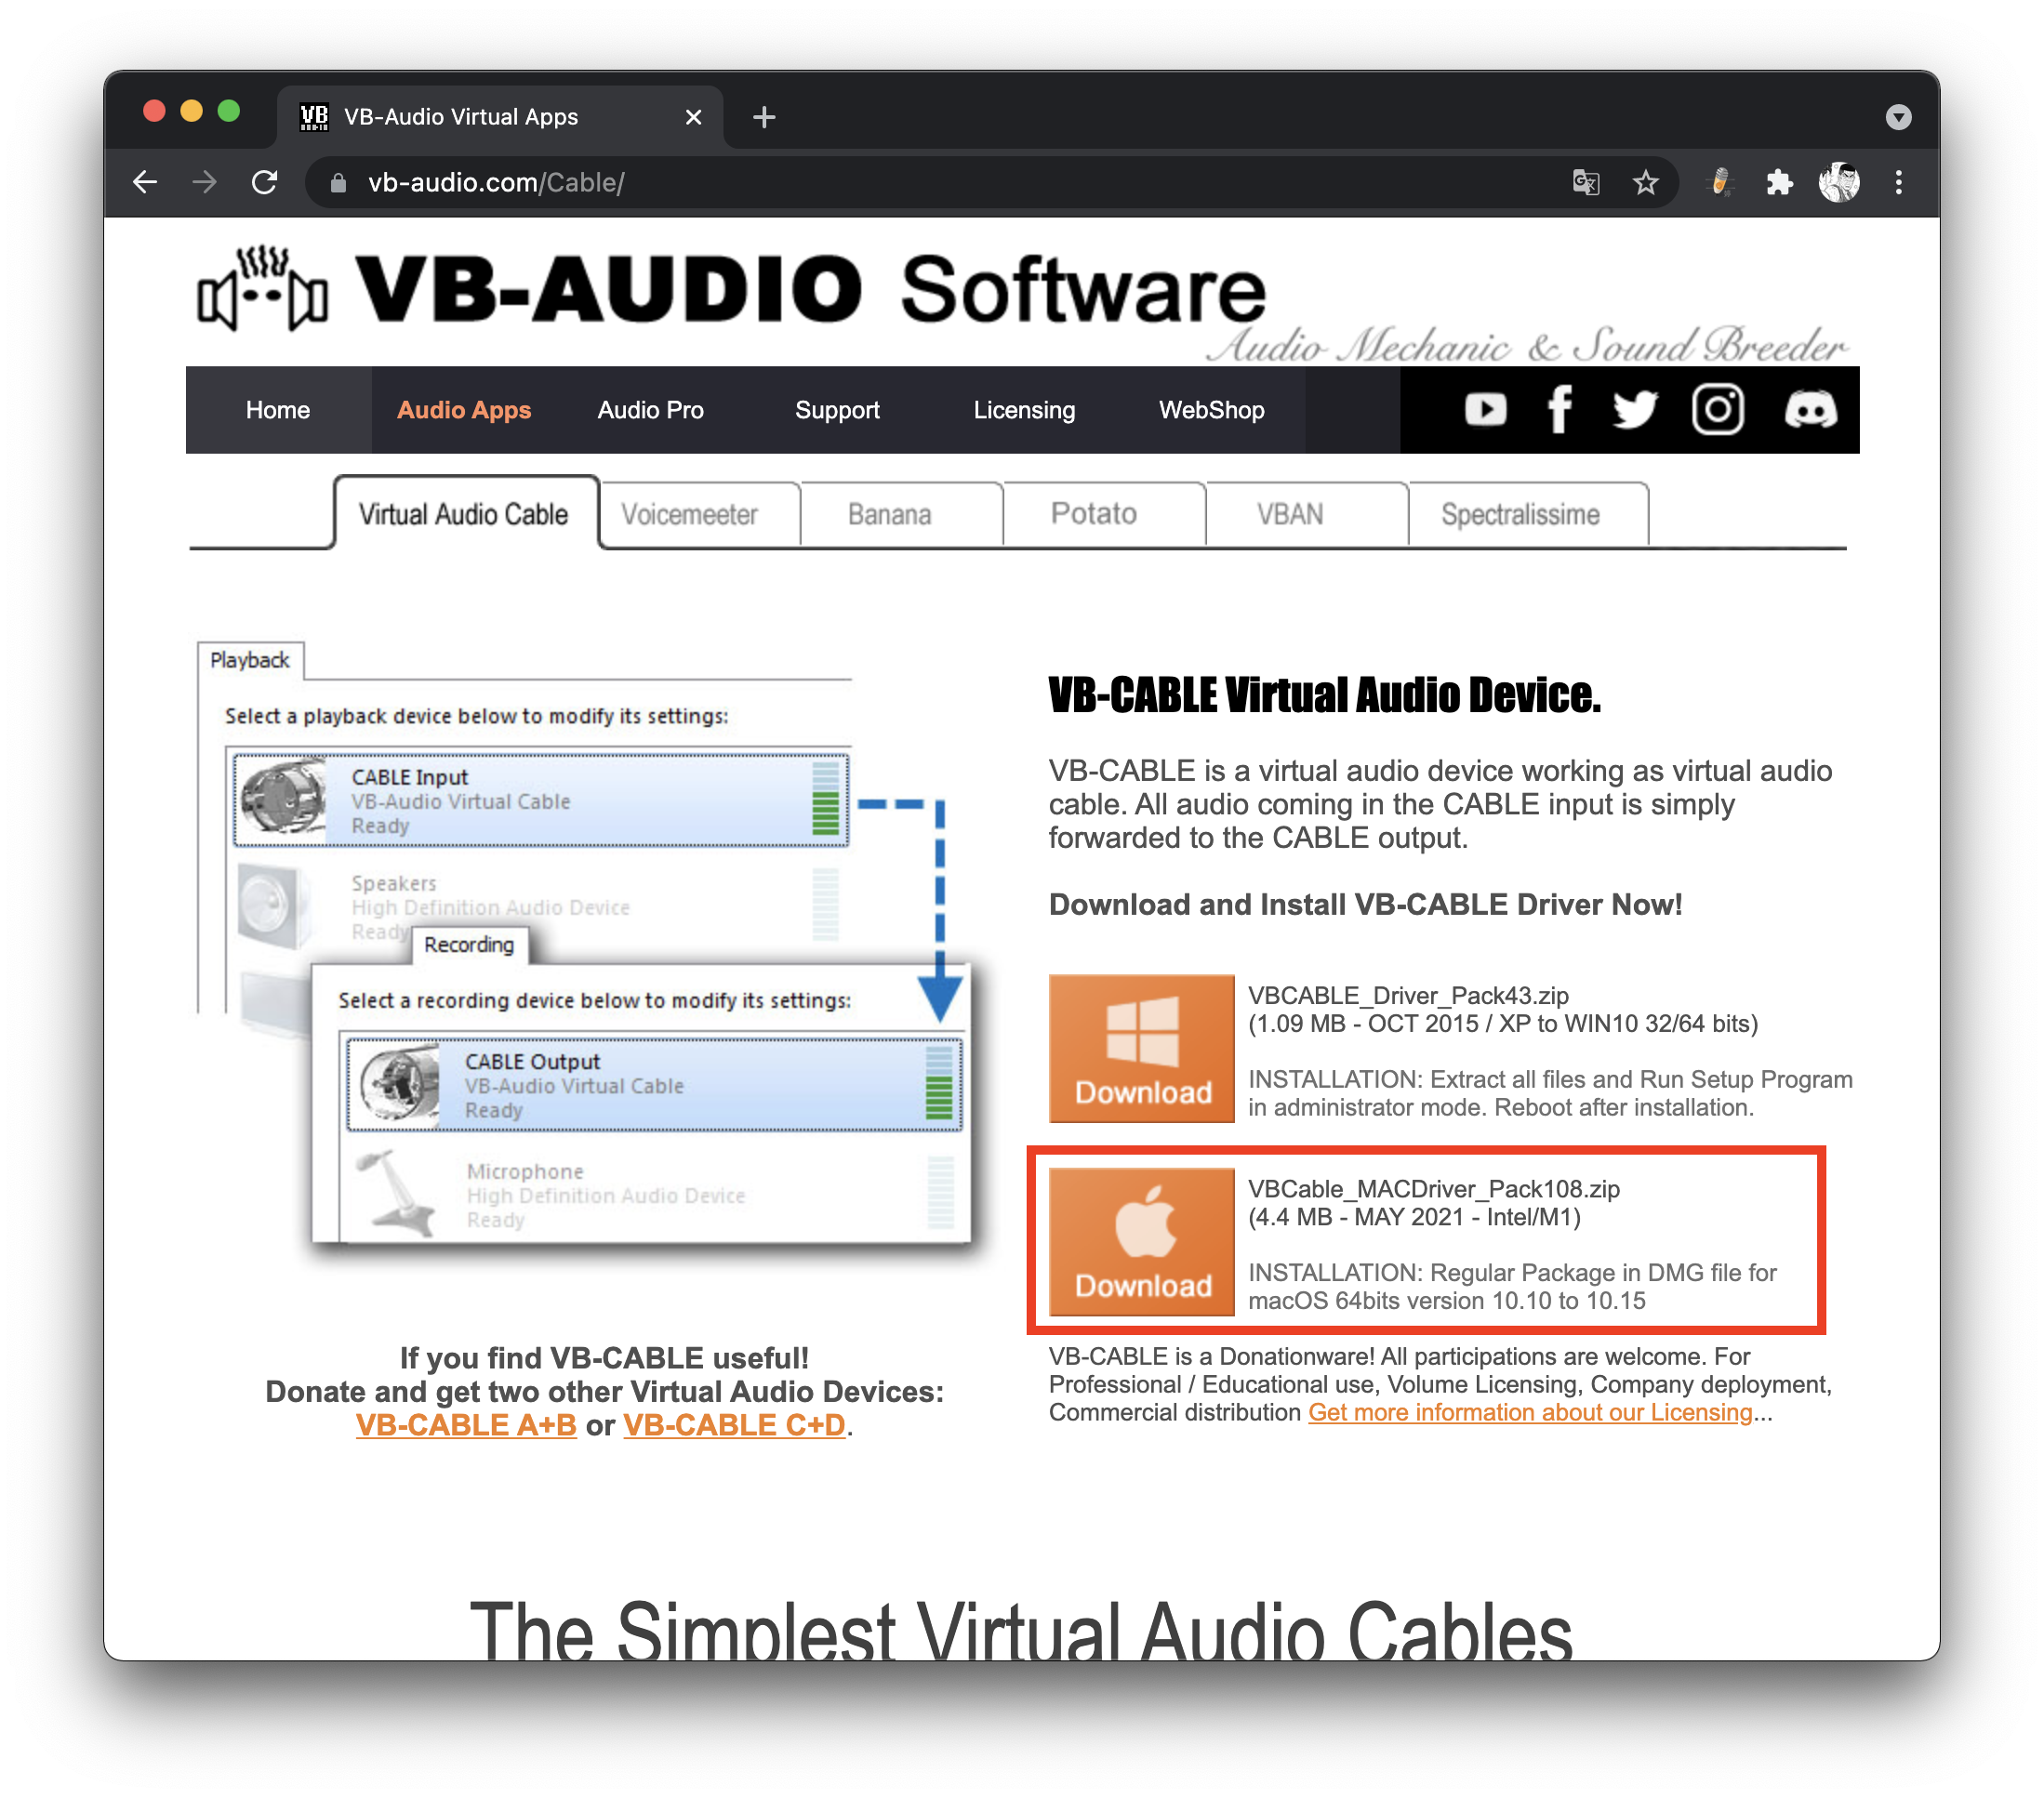 VB VB-Audio Virtual Apps
vb-audio.com/Cable/
VB-AUDIO Software
Audio Mechanic & Sound Breeder
Home Audio Apps Audio Pro Support Licensing WebShop
Virtual Audio Cable Voicemeeter Banana Potato VBAN Spectralissime
Playback
Select a playback device below to modify its settings:
CABLE Input
VB-Audio Virtual Cable
Ready
Speakers
High Definition Audio Device
Ready
Recording
Select a recording device below to modify its settings:
CABLE Output
VB-Audio Virtual Cable
Ready
Microphone
High Definition Audio Device
Ready
If you find VB-CABLE useful!
Donate and get two other Virtual Audio Devices:
VB-CABLE A+B or VB-CABLE C+D.
VB-CABLE Virtual Audio Device.
VB-CABLE is a virtual audio device working as virtual audio
cable. All audio coming in the CABLE input is simply
forwarded to the CABLE output.
Download and Install VB-CABLE Driver Now!
Download
VBCABLE_Driver_Pack43.zip
(1.09 MB - OCT 2015 / XP to WIN10 32/64 bits)
INSTALLATION: Extract all files and Run Setup Program
in administrator mode. Reboot after installation.
Download
VBCable_MACDriver_Pack108.zip
(4.4 MB - MAY 2021 - Intel/M1)
INSTALLATION: Regular Package in DMG file for
macOS 64bits version 10.10 to 10.15
VB-CABLE is a Donationware! All participations are welcome. For
Professional / Educational use, Volume Licensing, Company deployment,
Commercial distribution Get more information about our Licensing...
The Simplest Virtual Audio Cables